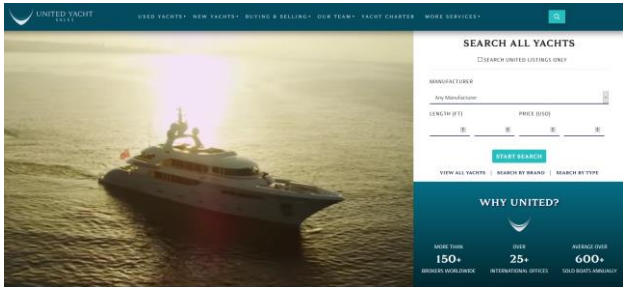 UNITED YACHT
SALES
USED YACHTS NEW YACHTS BUYING & SELLING OUR TEAM YACHT CHARTER MORE SERVICES
SEARCH ALL YACHTS
SEARCH UNITED LISTINGS ONLY
MANUFACTURER
Any Manufacturer
LENGTH (FT) PRICE (USD)
START SEARCH
VIEW ALL YACHTS | SEARCH BY BRAND | SEARCH BY TYPE
WHY UNITED?
MORE THAN OVER AVERAGE OVER
150+ 25+ 600+
BROKERS WORLDWIDE INTERNATIONAL OFFICES SOLD BOATS ANNUALLY